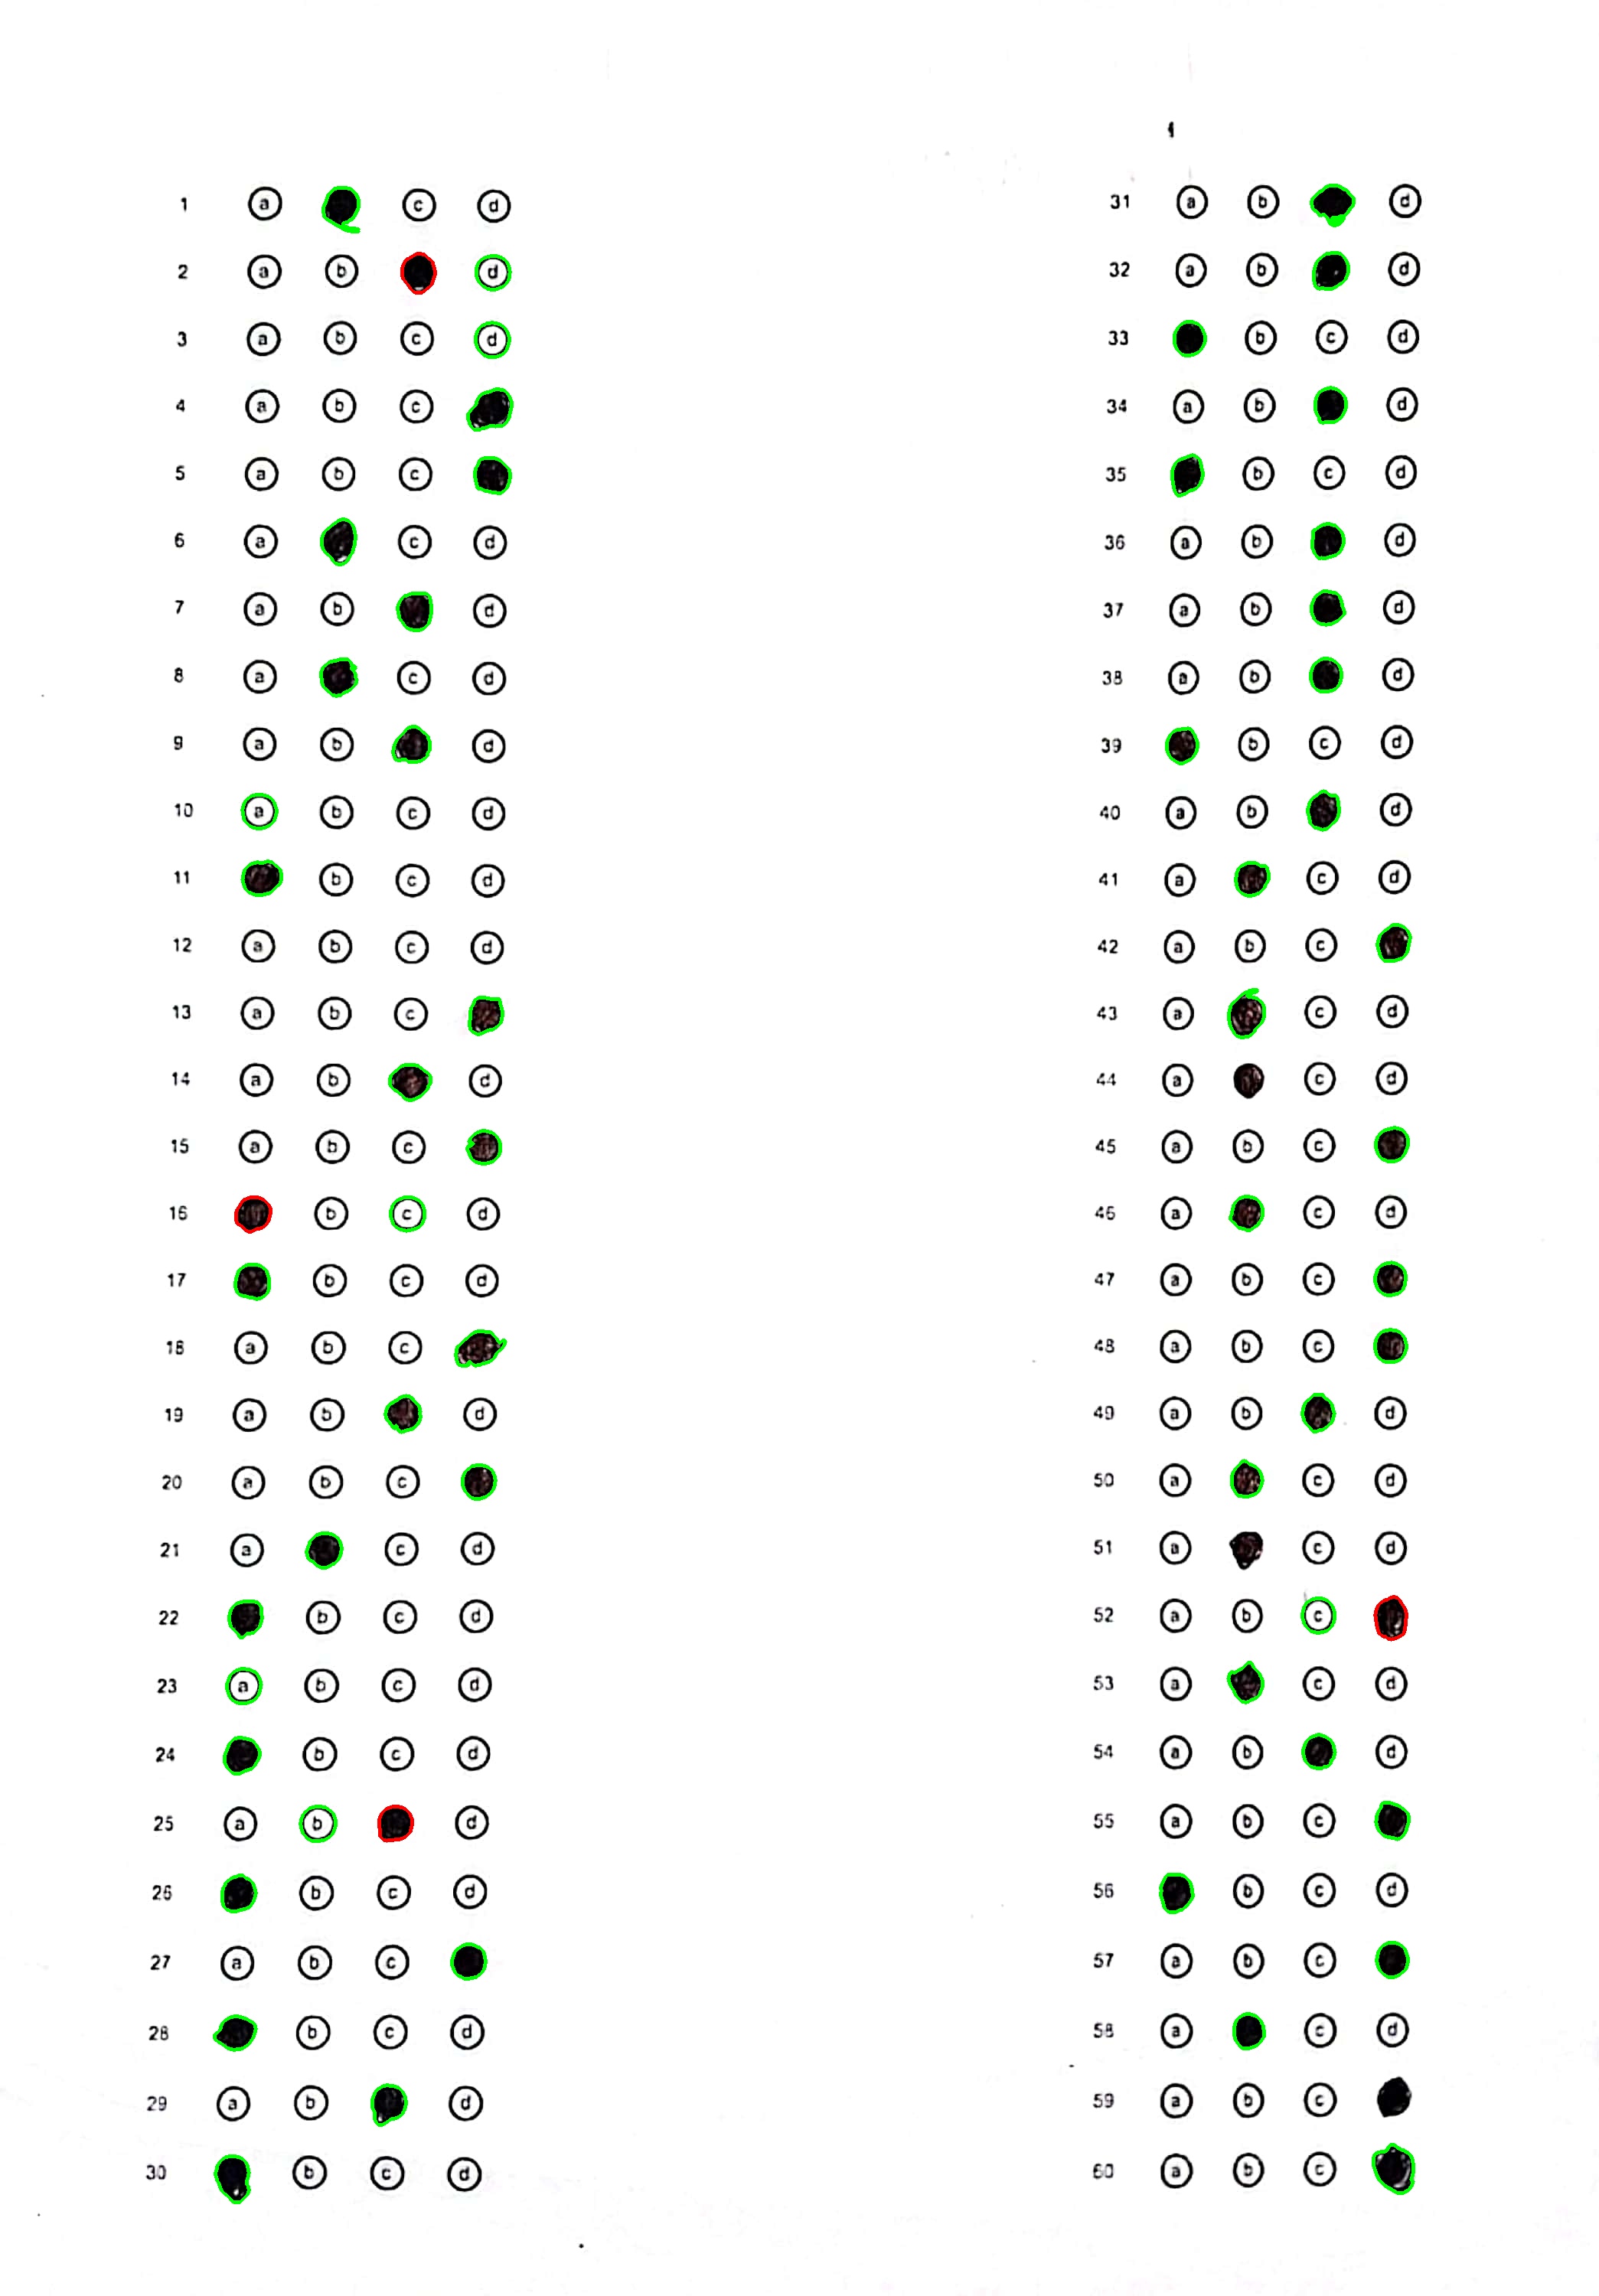 1 a c d
2 a b d
3 a b c d
4 a b c
5 a b c
6 a c d
7 a b d
8 a c d
9 a b d
10 a b c d
11 b c d
12 a b c d
13 a b c
14 a b d
15 a b c
16 b c d
17 b c d
18 a b c
19 a b d
20 a b c
21 a c d
22 b c d
23 a b c d
24 b c d
25 a b d
26 b c d
27 a b c
28 b c d
29 a b d
30 b c d
31 a b d
32 a b d
33 b c d
34 a b d
35 b c d
36 a b d
37 a b d
38 a b d
39 b c d
40 a b d
41 a c d
42 a b c
43 a c d
44 a c d
45 a b c
46 a c d
47 a b c
48 a b c
49 a b d
50 a c d
51 a c d
52 a b c
53 a c d
54 a b d
55 a b c
56 b c d
57 a b c
58 a c d
59 a b c
60 a b c